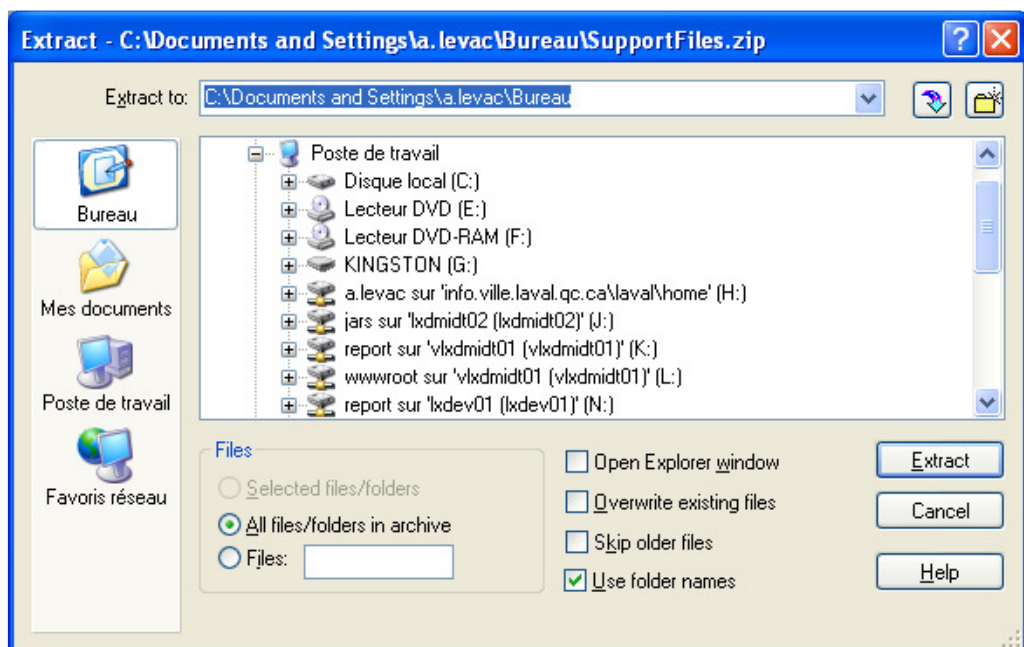 Extract - C:\Documents and Settings\a.levac\Bureau\SupportFiles.zip
Extract to:
C:\Documents and Settings\a.levac\Bureau
Bureau
Mes documents
Poste de travail
Favoris réseau
Poste de travail
Disque local (C:)
Lecteur DVD (E:)
Lecteur DVD-RAM (F:)
KINGSTON (G:)
a.levac sur 'info.ville.laval.qc.ca\laval\home' (H:)
jars sur 'lxdmidt02 (lxdmidt02)' (J:)
report sur 'vlxdmidt01 (vlxdmidt01)' (K:)
wwwroot sur 'vlxdmidt01 (vlxdmidt01)' (L:)
report sur 'lxdev01 (lxdev01)' (N:)
Files
Selected files/folders
All files/folders in archive
Files:
Open Explorer window
Overwrite existing files
Skip older files
Use folder names
Extract
Cancel
Help